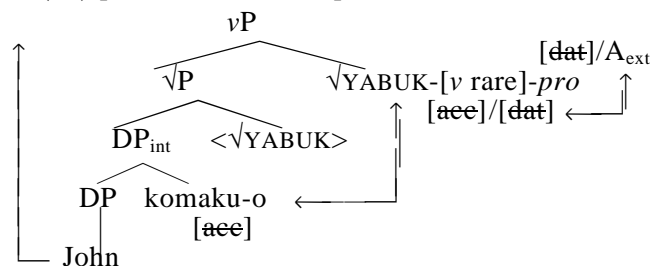 vP
[dat]/A_ext
√P √YABUK-[v rare]-pro
[acc]/[dat]
DP_int <√YABUK>
DP komaku-o
[acc]
John